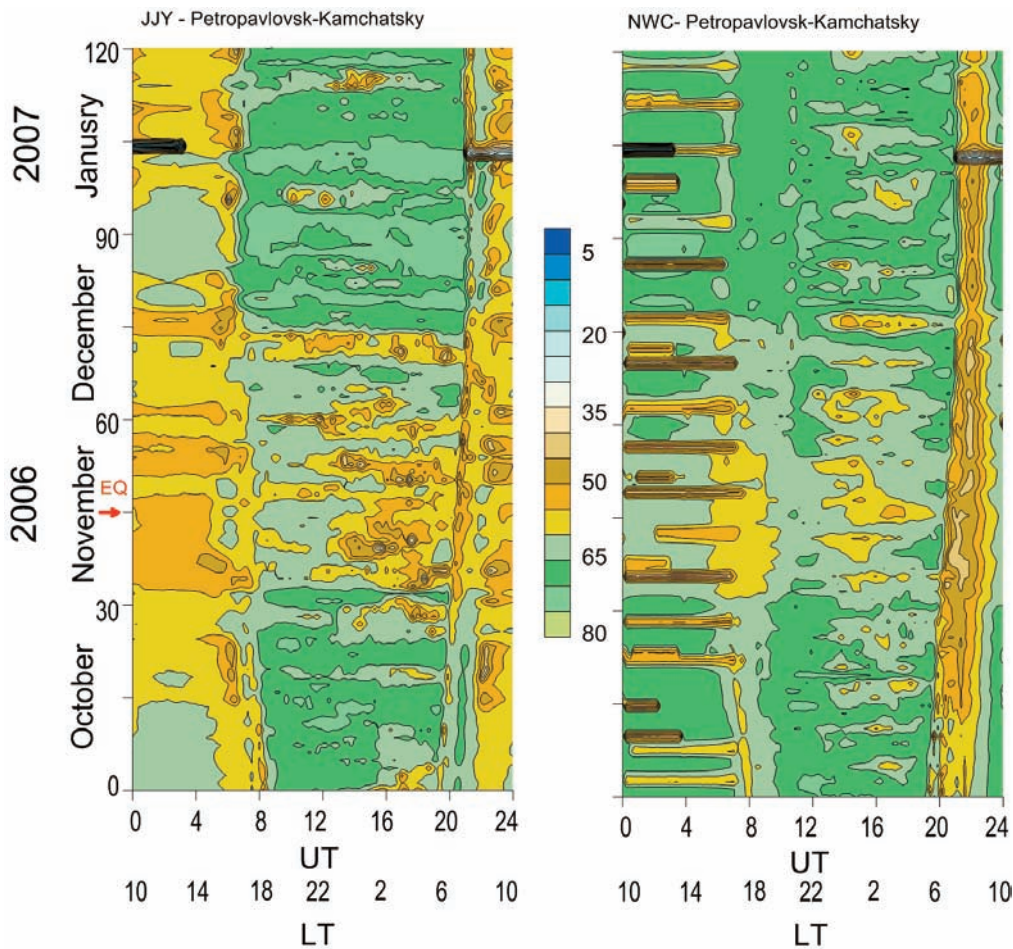 JJY - Petropavlovsk-Kamchatsky
NWC- Petropavlovsk-Kamchatsky
120
2007
Janusry
90
December
60
2006
November
EQ
30
October
0
5
20
35
50
65
80
0 4 8 12 16 20 24
UT
10 14 18 22 2 6 10
LT
0 4 8 12 16 20 24
UT
10 14 18 22 2 6 10
LT